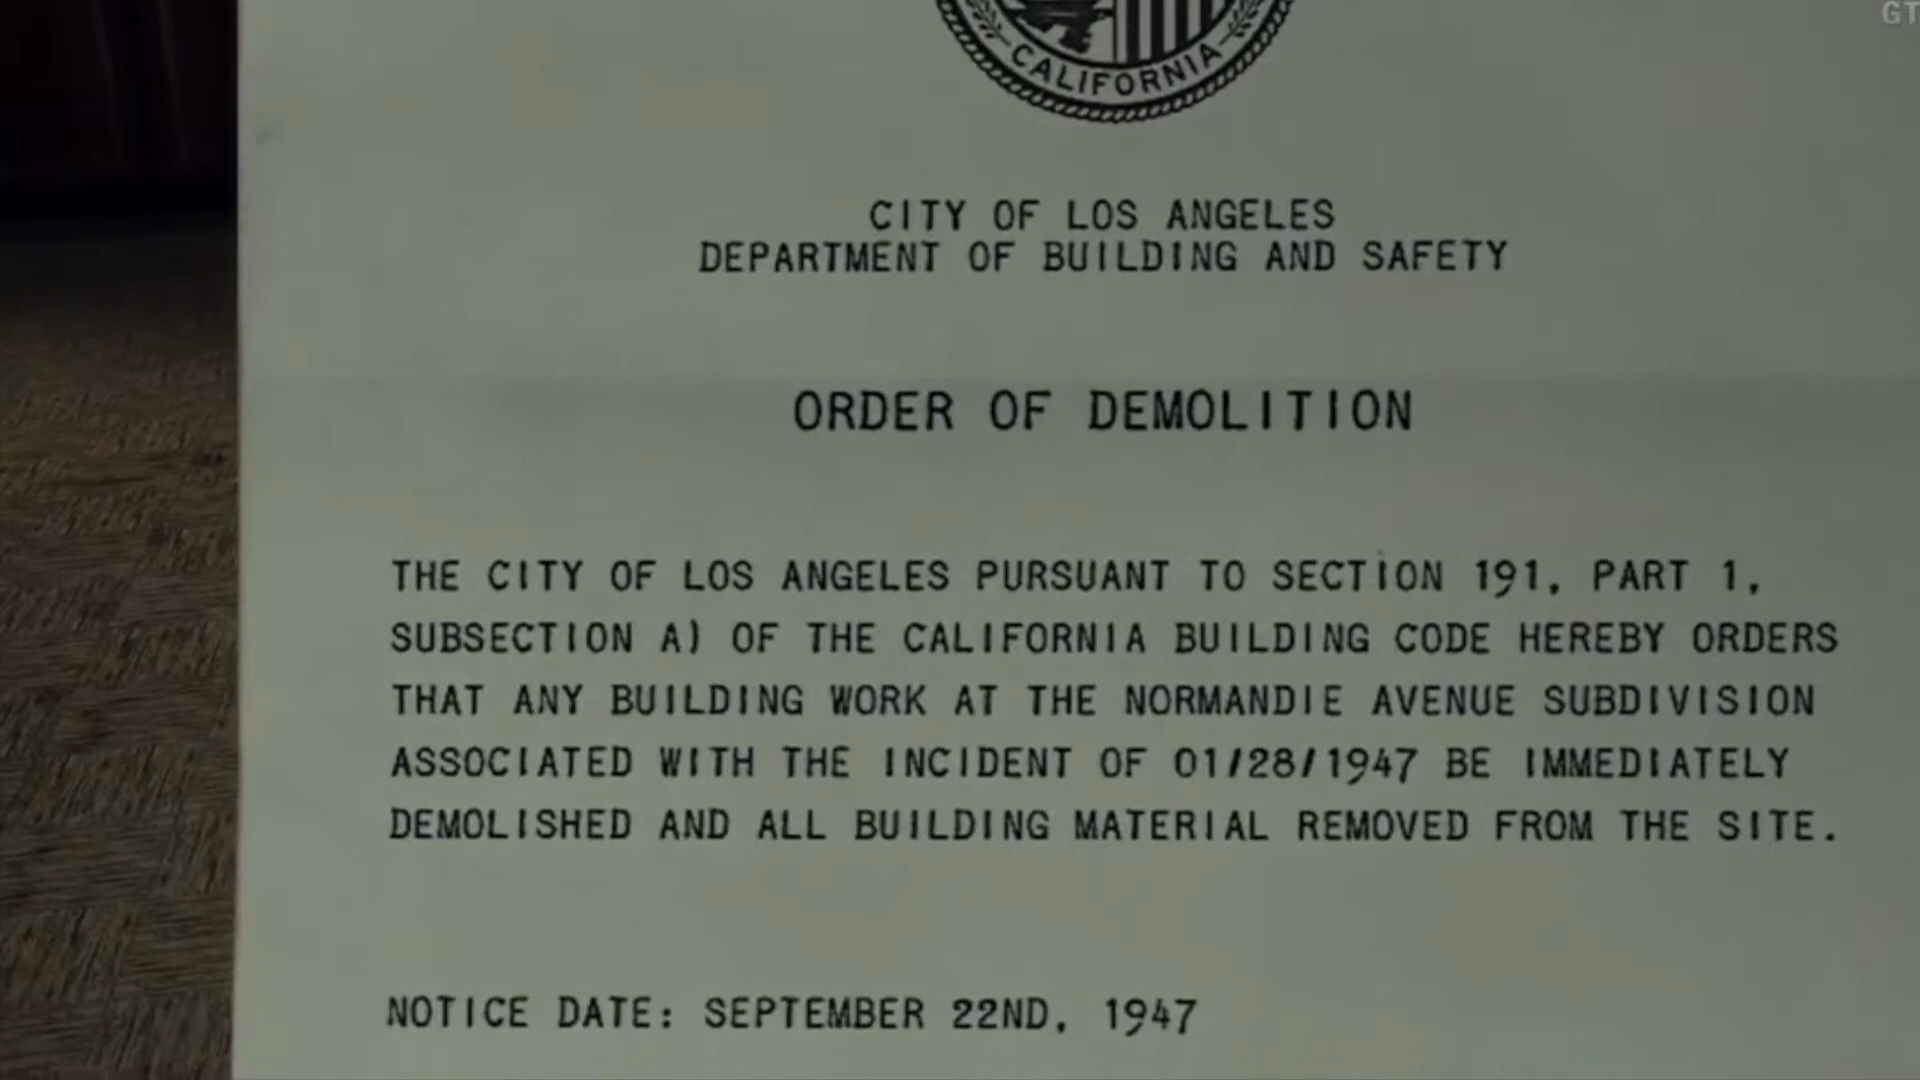 CALIFORNIA
GT
CITY OF LOS ANGELES
DEPARTMENT OF BUILDING AND SAFETY
ORDER OF DEMOLITION
THE CITY OF LOS ANGELES PURSUANT TO SECTION 191, PART 1,
SUBSECTION A) OF THE CALIFORNIA BUILDING CODE HEREBY ORDERS
THAT ANY BUILDING WORK AT THE NORMANDIE AVENUE SUBDIVISION
ASSOCIATED WITH THE INCIDENT OF 01/28/1947 BE IMMEDIATELY
DEMOLISHED AND ALL BUILDING MATERIAL REMOVED FROM THE SITE.
NOTICE DATE: SEPTEMBER 22ND, 1947